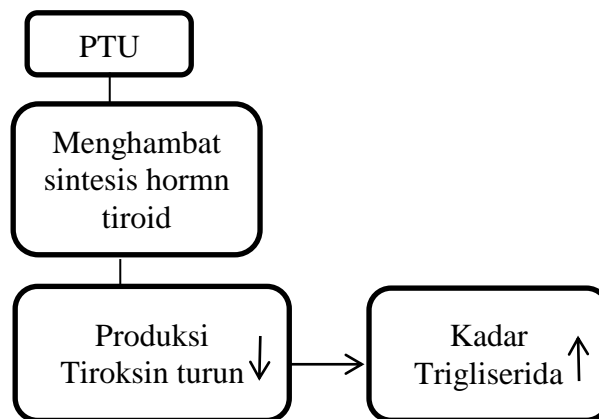 PTU
Menghambat
sintesis hormn
tiroid
Produksi
Tiroksin turun
Kadar
Trigliserida